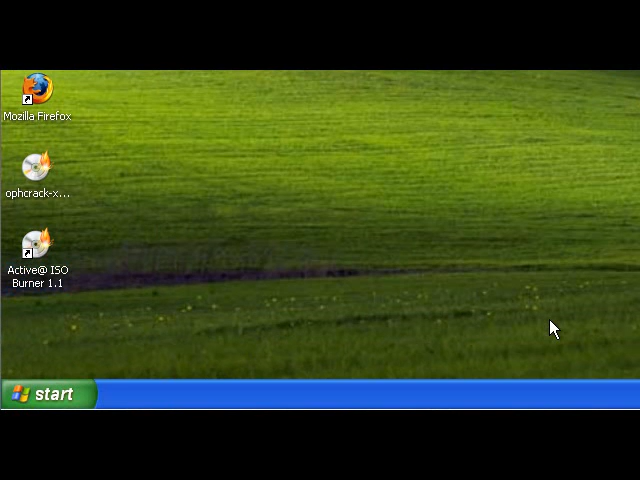 Mozilla Firefox
ophcrack-x...
Active@ ISO
Burner 1.1
start